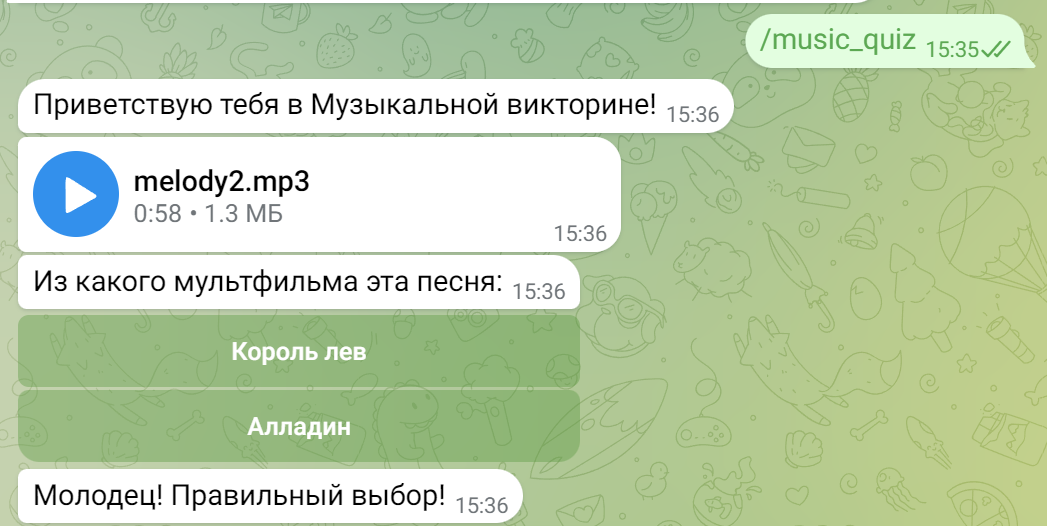 /music_quiz 15:35
Приветствую тебя в Музыкальной викторине! 15:36
melody2.mp3
0:58 • 1.3 МБ
15:36
Из какого мультфильма эта песня: 15:36
Король лев
Алладин
Молодец! Правильный выбор! 15:36